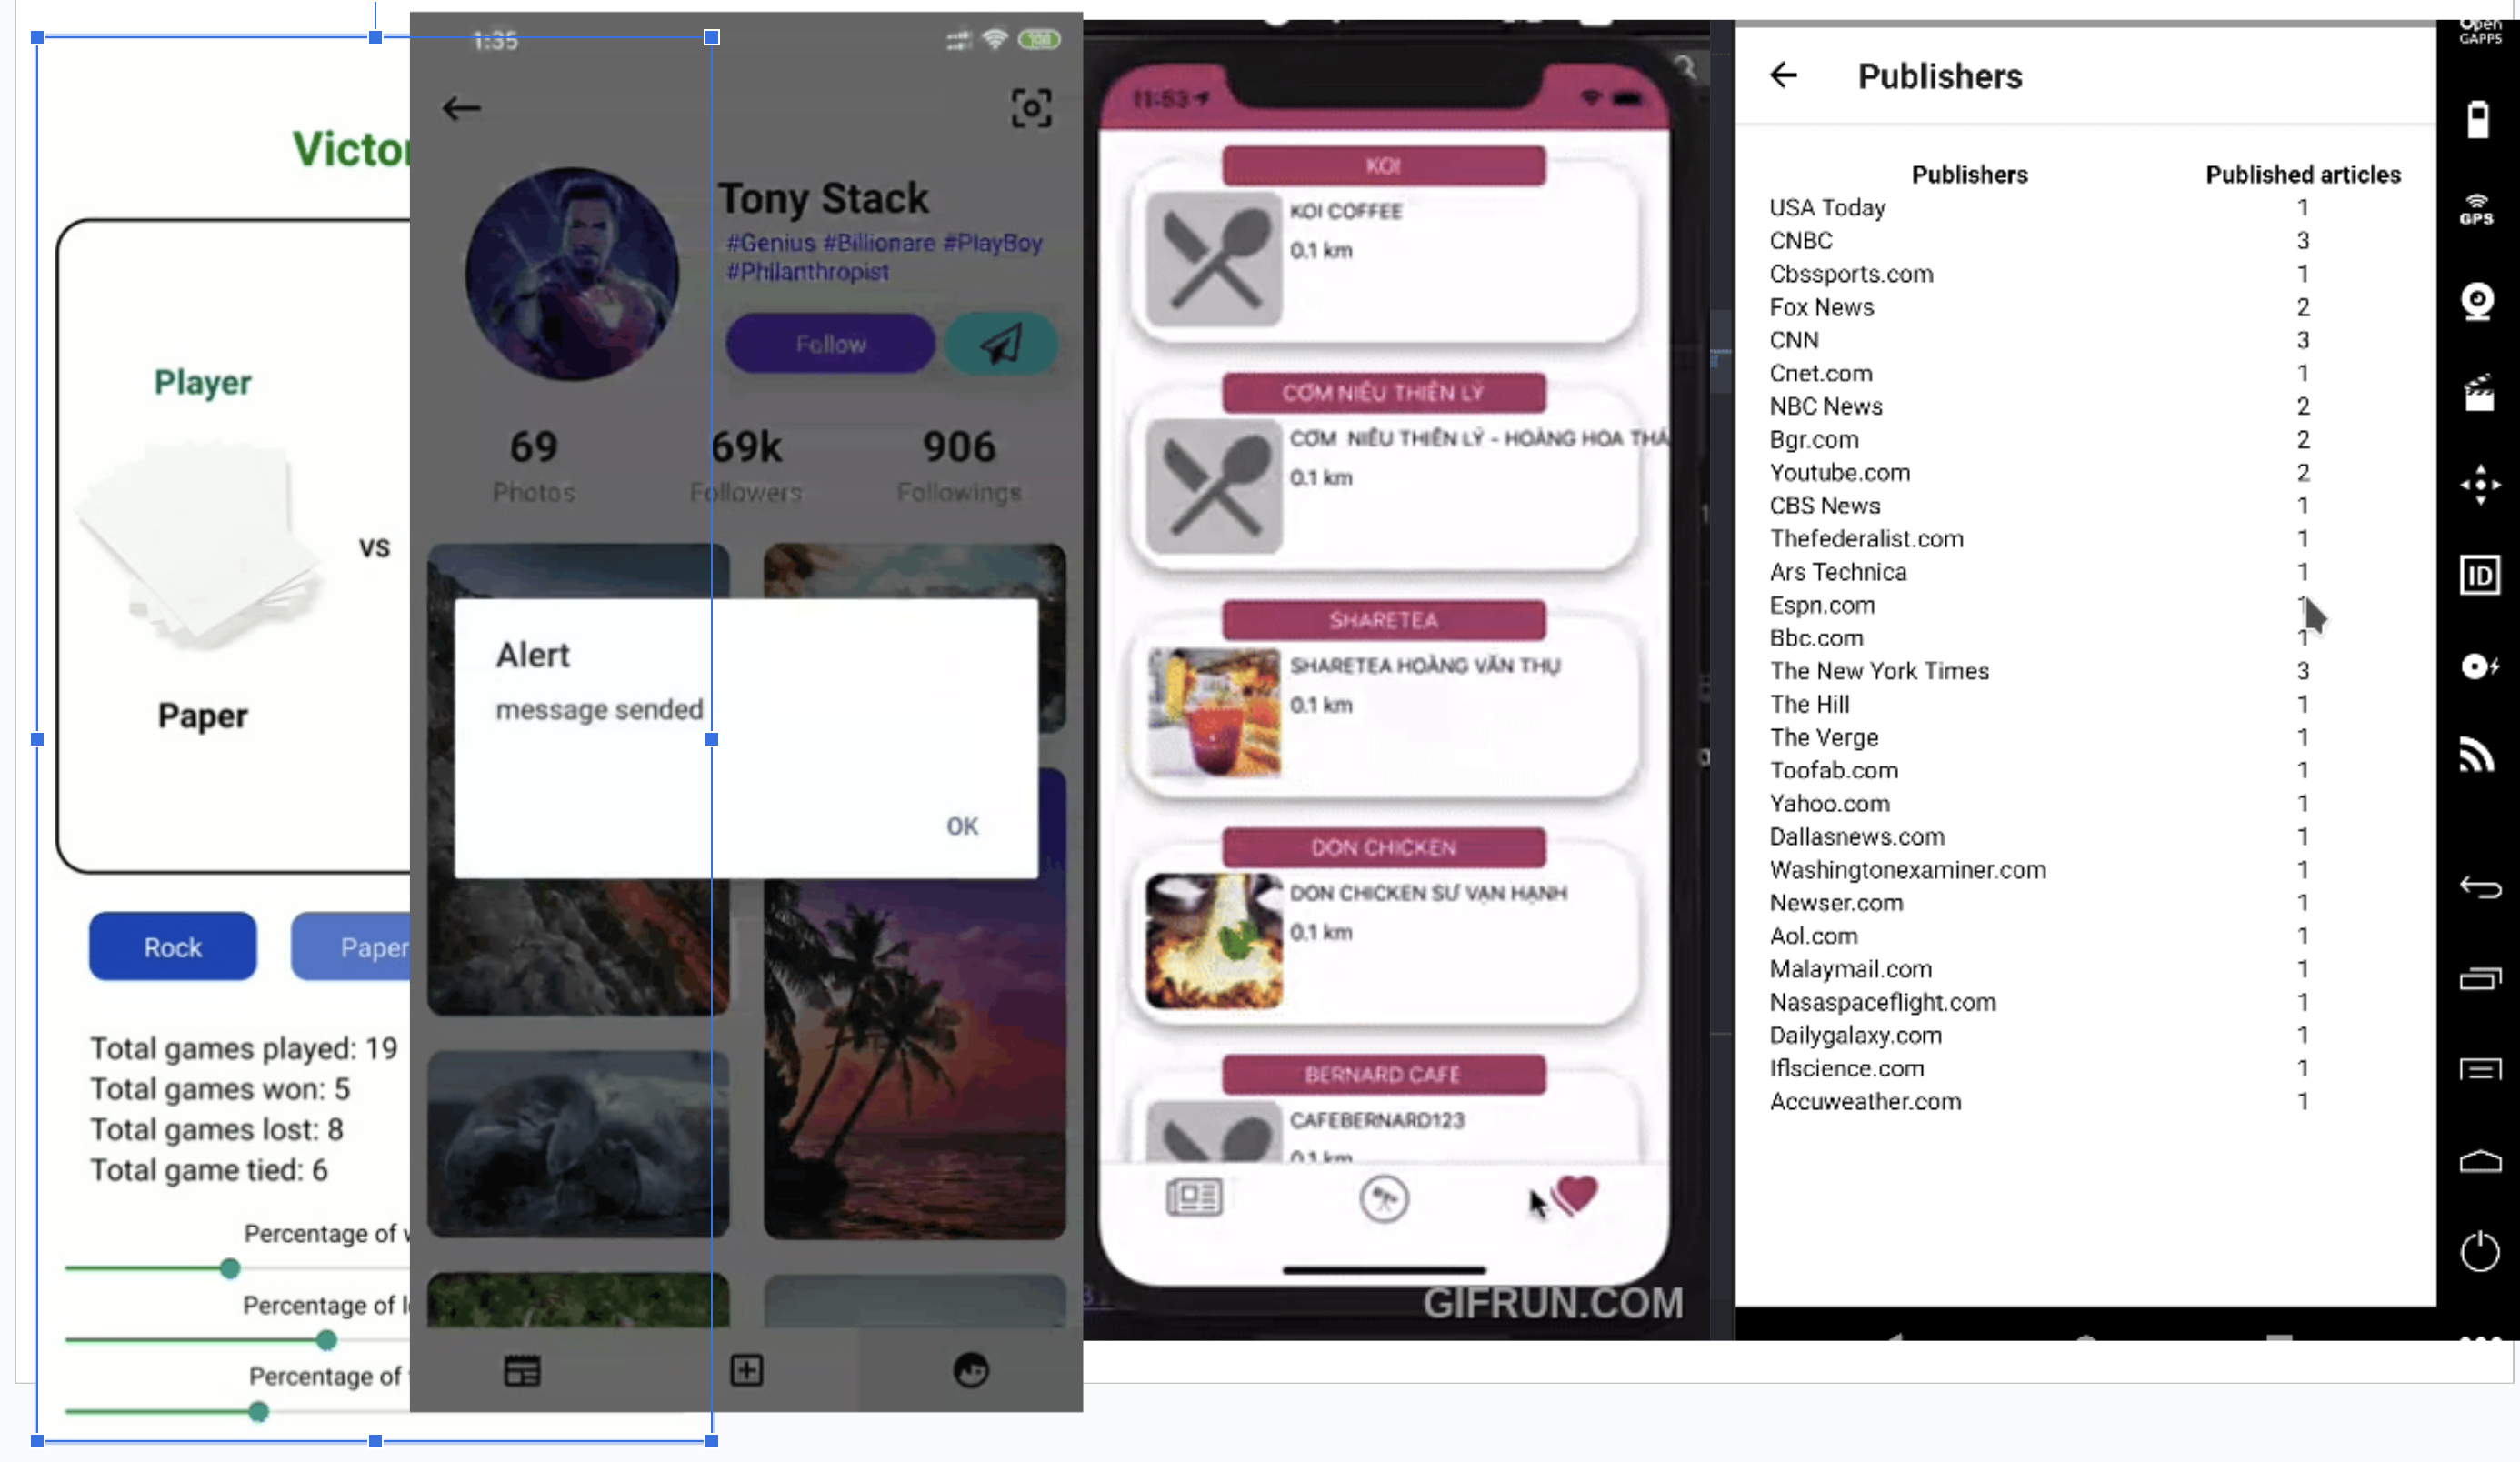 Victor
Player
VS
Paper
Rock
Paper
Total games played: 19
Total games won: 5
Total games lost: 8
Total game tied: 6
Percentage of
Percentage of
Percentage of
1:35
100
Tony Stack
#Genius #Billionare #PlayBoy
#Philanthropist
Follow
69
69k
906
Photos
Followers
Followings
Alert
message sended
OK
11:53
KOI
KOI COFFEE
0.1 km
CƠM NIÊU THIÊN LÝ
CƠM NIÊU THIÊN LÝ - HOÀNG HOA THÁ
0.1 km
SHARETEA
SHARETEA HOÀNG VĂN THỤ
0.1 km
DON CHICKEN
DON CHICKEN SƯ VẠN HẠNH
0.1 km
BERNARD CAFE
CAFEBERNARD123
0.1 km
GIFRUN.COM
Publishers
Publishers Published articles
USA Today 1
CNBC 3
Cbssports.com 1
Fox News 2
CNN 3
Cnet.com 1
NBC News 2
Bgr.com 2
Youtube.com 2
CBS News 1
Thefederalist.com 1
Ars Technica 1
Espn.com 1
Bbc.com 1
The New York Times 3
The Hill 1
The Verge 1
Toofab.com 1
Yahoo.com 1
Dallasnews.com 1
Washingtonexaminer.com 1
Newser.com 1
Aol.com 1
Malaymail.com 1
Nasaspaceflight.com 1
Dailygalaxy.com 1
Iflscience.com 1
Accuweather.com 1
Open
GAPPS
GPS
ID